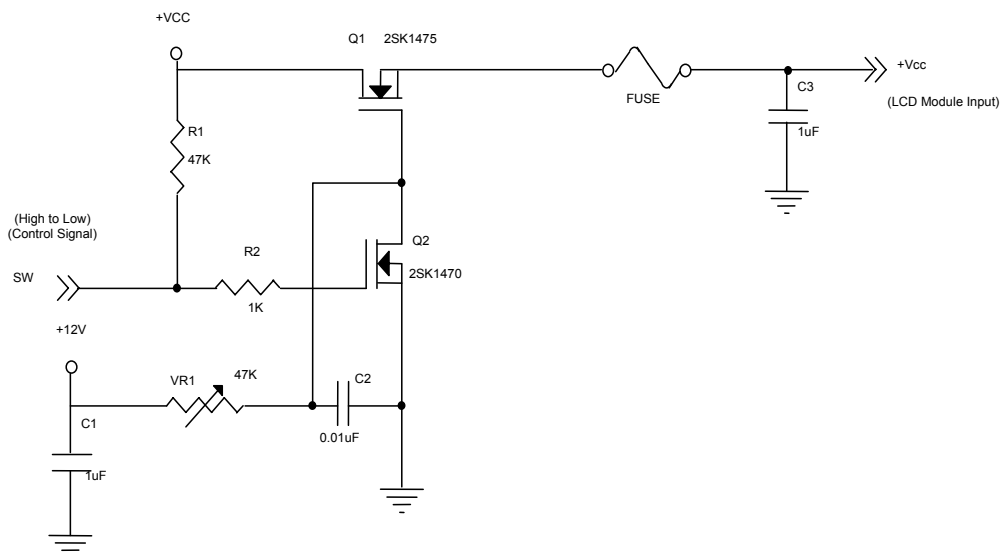 +VCC
Q1 2SK1475
+Vcc
FUSE
C3
(LCD Module Input)
1uF
R1
47K
(High to Low)
(Control Signal)
SW
R2
1K
Q2
2SK1470
+12V
VR1
47K
C2
0.01uF
C1
1uF